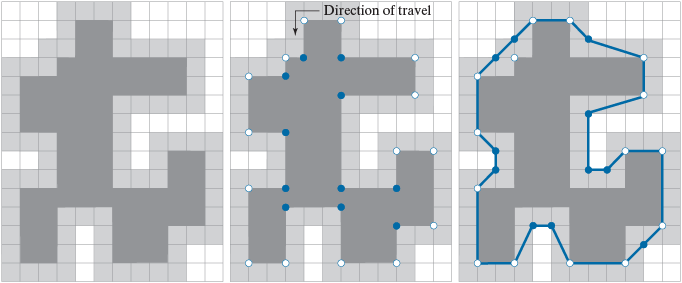 Direction of travel